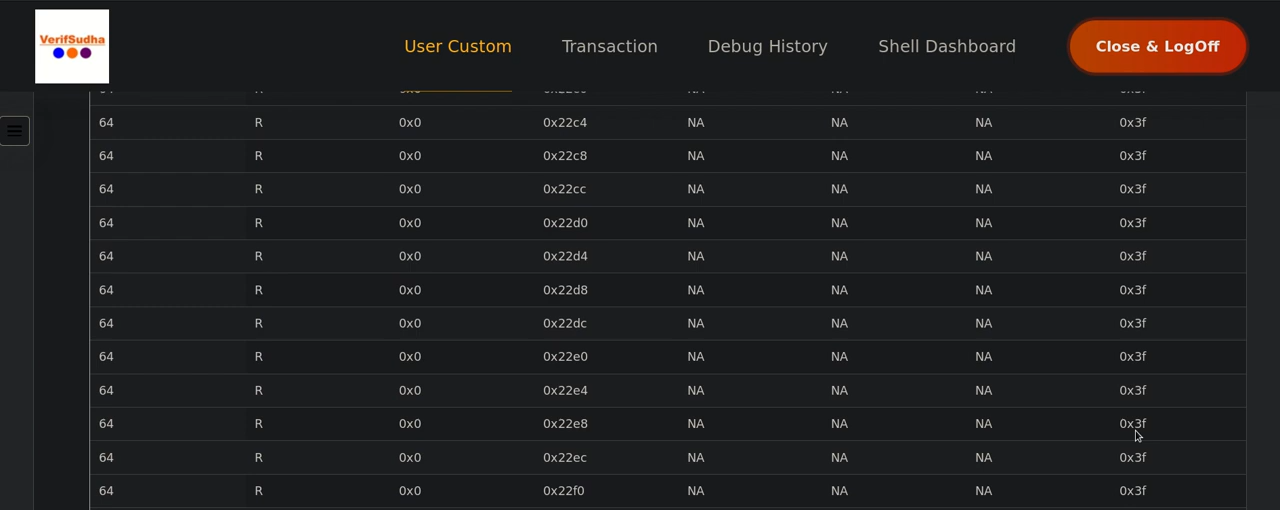 VerifSudha
User Custom Transaction Debug History Shell Dashboard Close & LogOff
64 R 0x0 0x22c4 NA NA NA 0x3f
64 R 0x0 0x22c8 NA NA NA 0x3f
64 R 0x0 0x22cc NA NA NA 0x3f
64 R 0x0 0x22d0 NA NA NA 0x3f
64 R 0x0 0x22d4 NA NA NA 0x3f
64 R 0x0 0x22d8 NA NA NA 0x3f
64 R 0x0 0x22dc NA NA NA 0x3f
64 R 0x0 0x22e0 NA NA NA 0x3f
64 R 0x0 0x22e4 NA NA NA 0x3f
64 R 0x0 0x22e8 NA NA NA 0x3f
64 R 0x0 0x22ec NA NA NA 0x3f
64 R 0x0 0x22f0 NA NA NA 0x3f